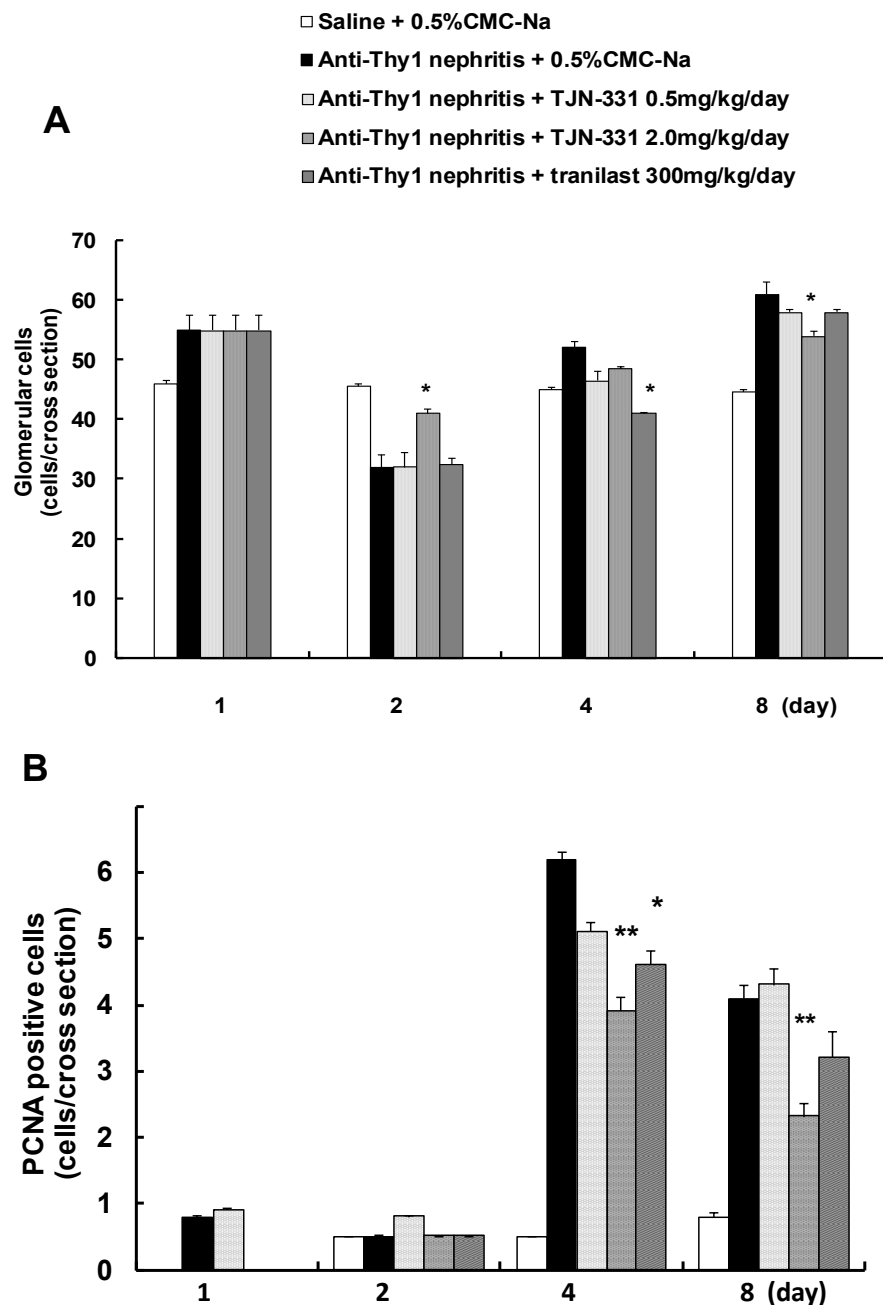 Saline + 0.5%CMC-Na
Anti-Thy1 nephritis + 0.5%CMC-Na
Anti-Thy1 nephritis + TJN-331 0.5mg/kg/day
Anti-Thy1 nephritis + TJN-331 2.0mg/kg/day
Anti-Thy1 nephritis + tranilast 300mg/kg/day
A
Glomerular cells
(cells/cross section)
70
60
50
40
30
20
10
0
*
*
*
1 2 4 8 (day)
B
PCNA positive cells
(cells/cross section)
6
5
4
3
2
1
0
**
*
**
1 2 4 8 (day)